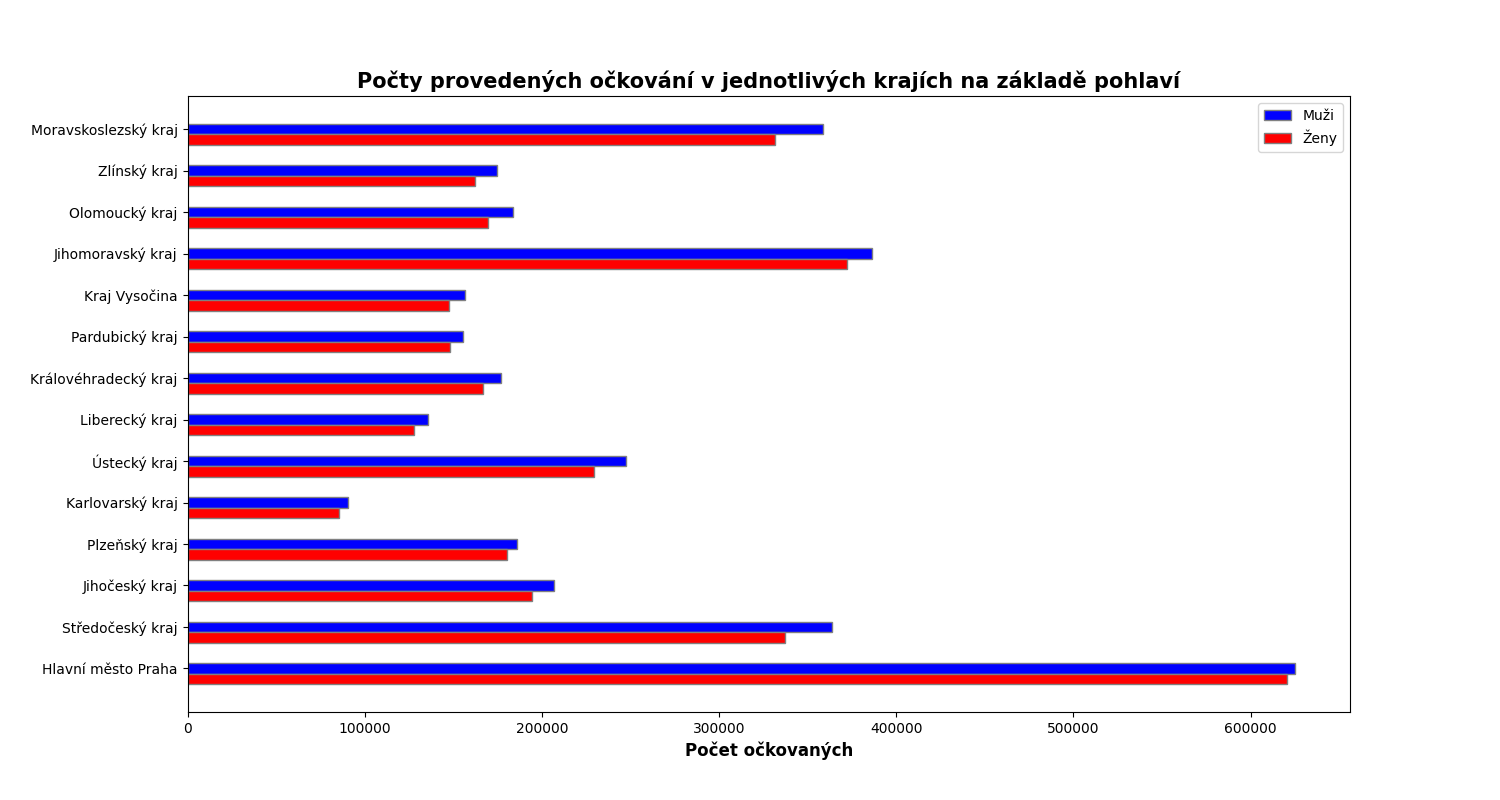 Počty provedených očkování v jednotlivých krajích na základě pohlaví
Muži
Ženy
Moravskoslezský kraj
Zlínský kraj
Olomoucký kraj
Jihomoravský kraj
Kraj Vysočina
Pardubický kraj
Královéhradecký kraj
Liberecký kraj
Ústecký kraj
Karlovarský kraj
Plzeňský kraj
Jihočeský kraj
Středočeský kraj
Hlavní město Praha
0 100000 200000 300000 400000 500000 600000
Počet očkovaných